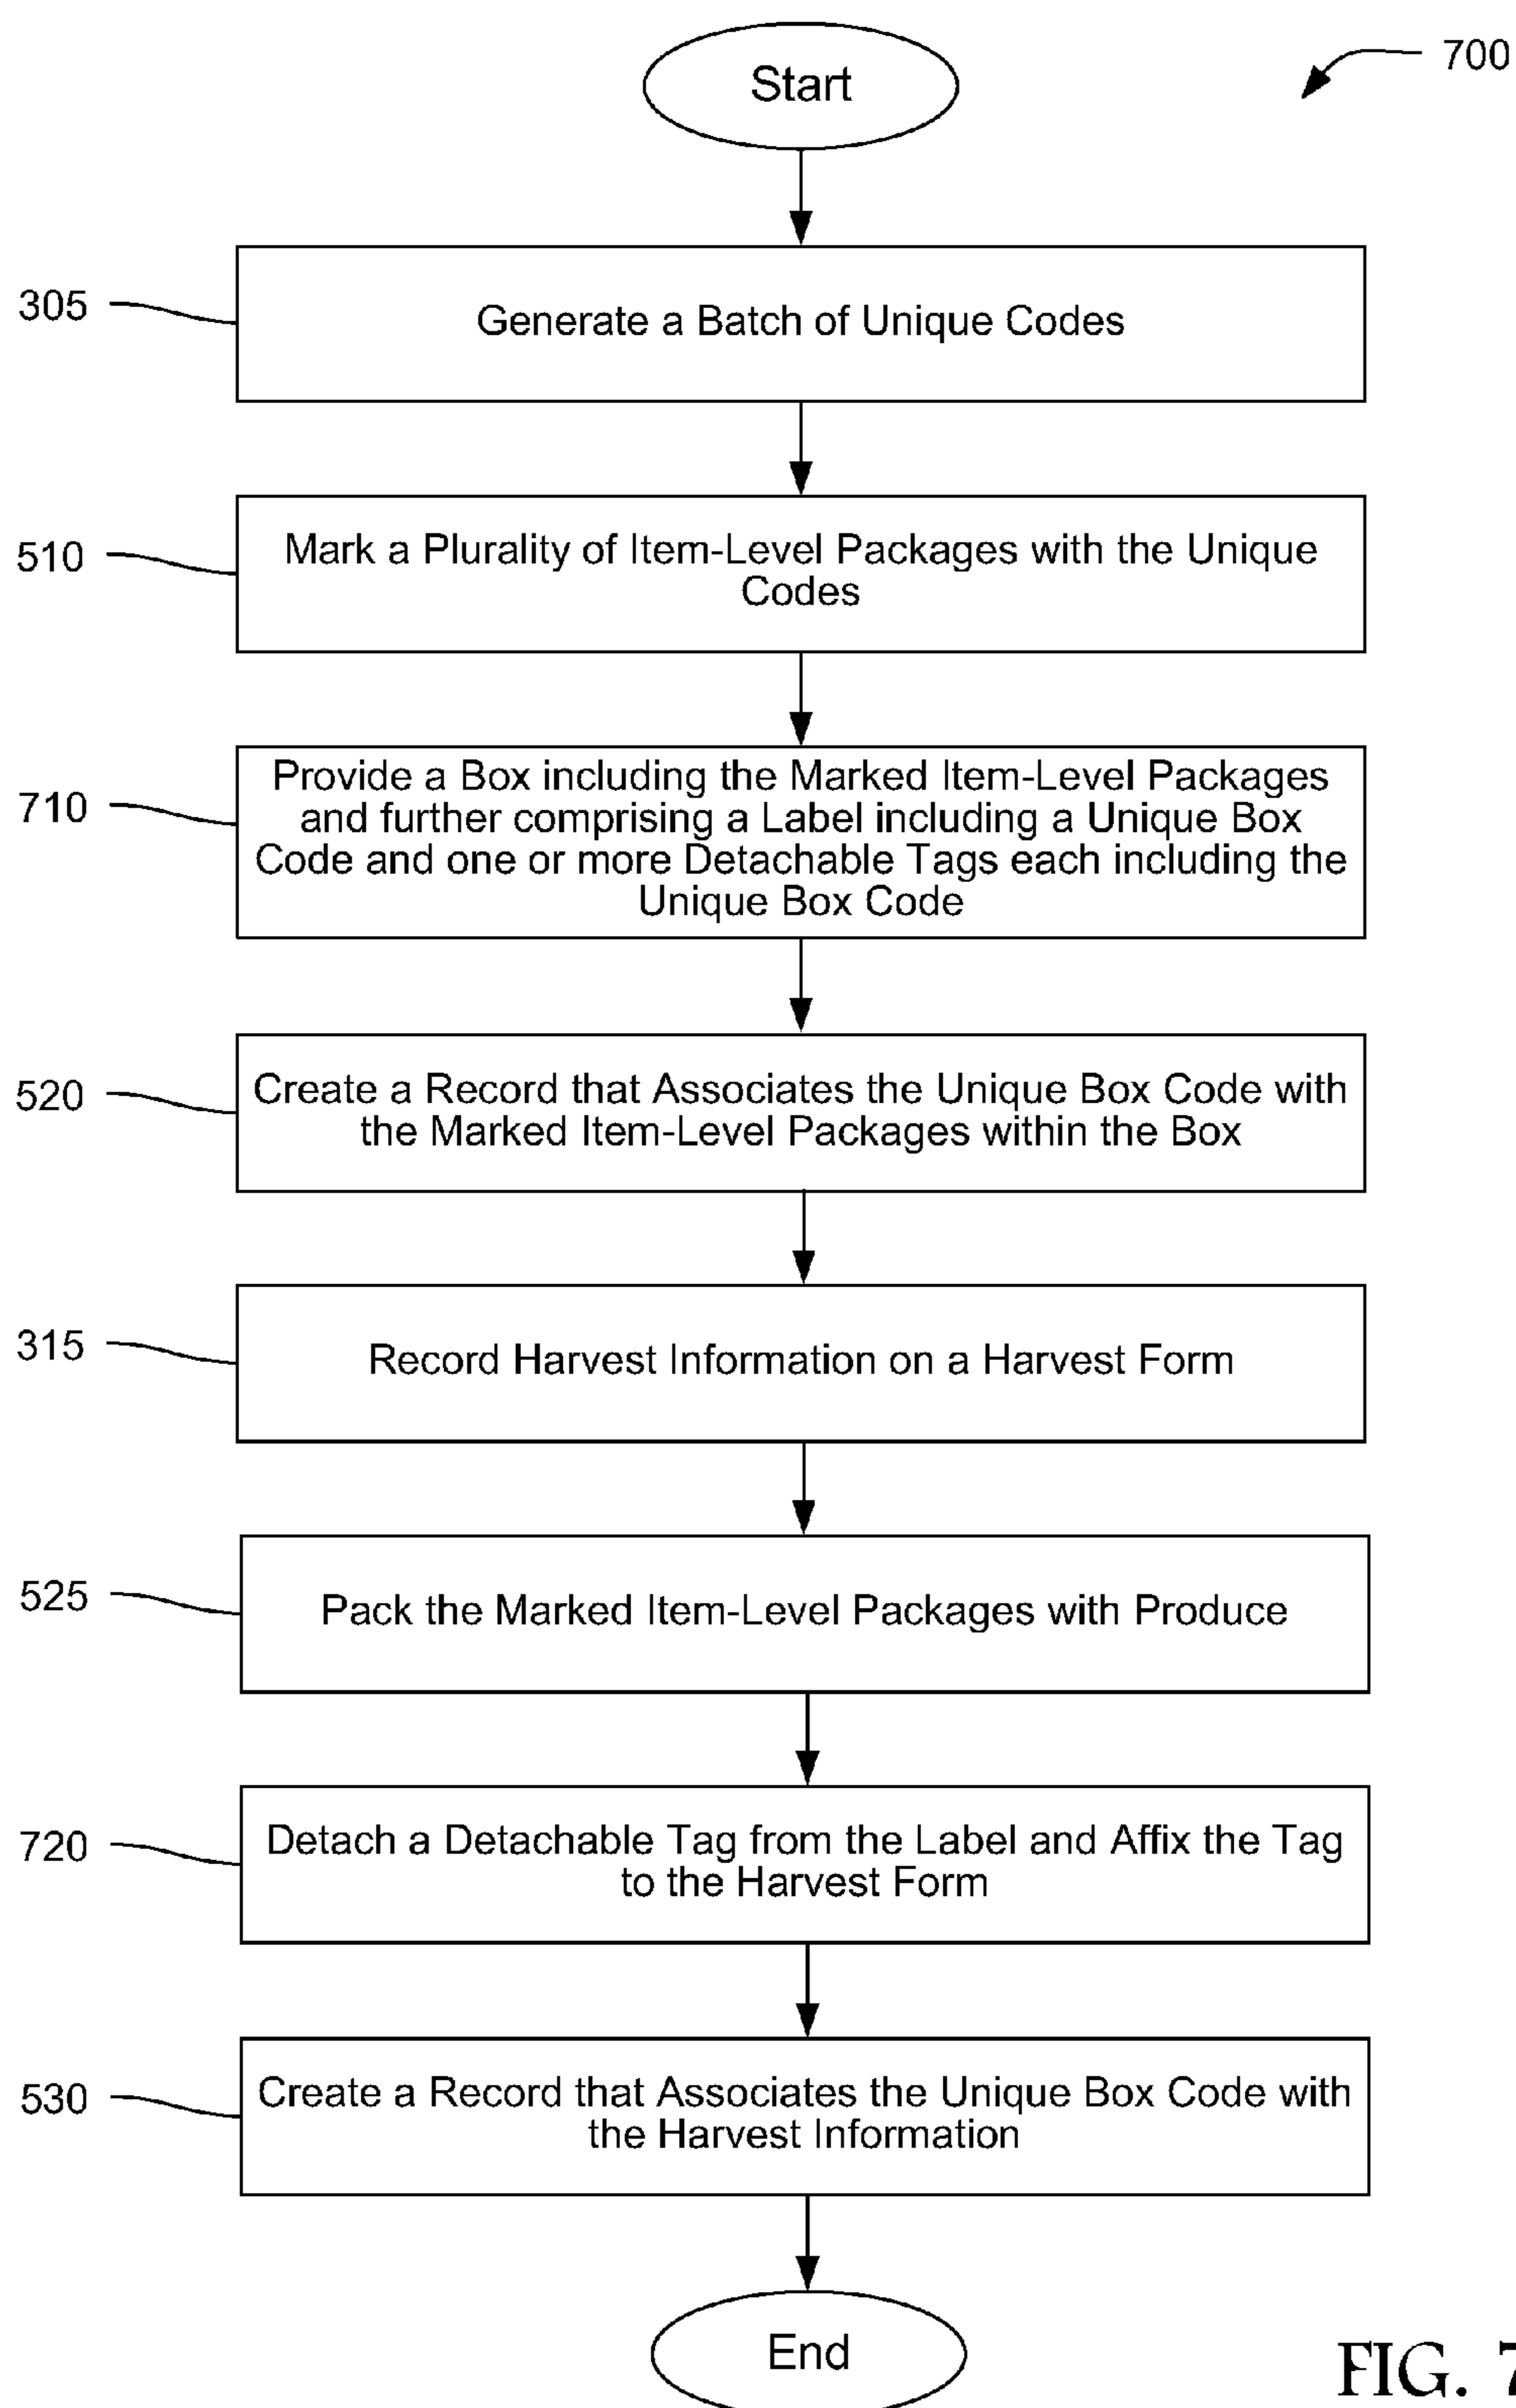 Start
700
305
Generate a Batch of Unique Codes
510
Mark a Plurality of Item-Level Packages with the Unique
Codes
710
Provide a Box including the Marked Item-Level Packages
and further comprising a Label including a Unique Box
Code and one or more Detachable Tags each including the
Unique Box Code
520
Create a Record that Associates the Unique Box Code with
the Marked Item-Level Packages within the Box
315
Record Harvest Information on a Harvest Form
525
Pack the Marked Item-Level Packages with Produce
720
Detach a Detachable Tag from the Label and Affix the Tag
to the Harvest Form
530
Create a Record that Associates the Unique Box Code with
the Harvest Information
End
FIG. 7